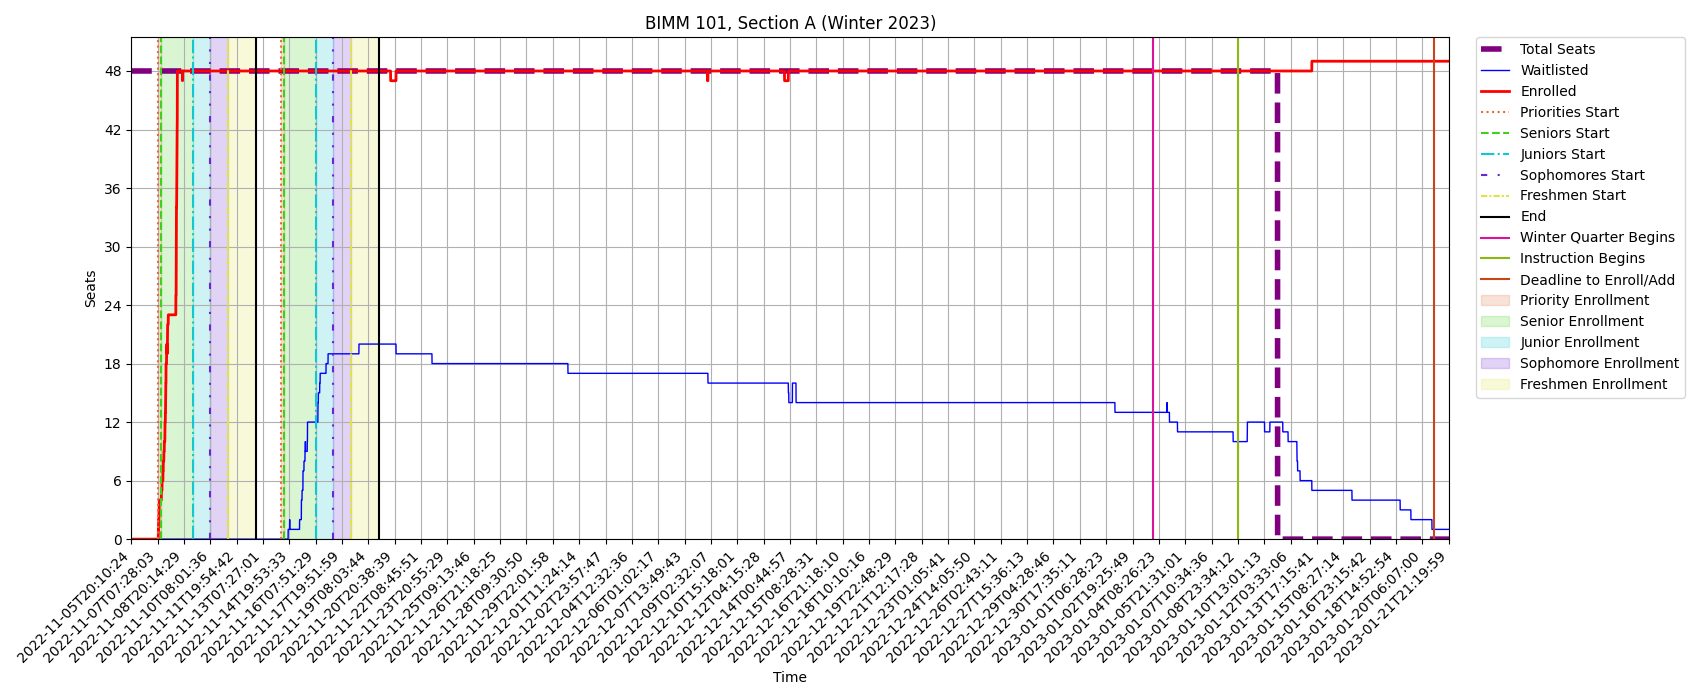 BIMM 101, Section A (Winter 2023)
Seats
48
42
36
30
24
18
12
6
0
2022-11-05T20:10:24
2022-11-07T07:28:03
2022-11-08T20:14:29
2022-11-10T08:01:36
2022-11-11T19:54:42
2022-11-13T07:27:01
2022-11-14T19:53:33
2022-11-16T07:51:29
2022-11-17T19:51:59
2022-11-19T08:03:44
2022-11-20T20:38:39
2022-11-22T08:45:51
2022-11-23T20:55:29
2022-11-25T09:13:46
2022-11-26T21:18:25
2022-11-28T09:30:50
2022-11-29T22:01:58
2022-12-01T11:24:14
2022-12-02T23:57:47
2022-12-04T12:32:36
2022-12-06T01:02:17
2022-12-07T13:49:43
2022-12-09T02:32:07
2022-12-10T15:18:01
2022-12-12T04:15:28
2022-12-14T00:44:57
2022-12-15T08:28:31
2022-12-16T21:18:10
2022-12-18T10:10:16
2022-12-19T22:48:29
2022-12-21T12:17:28
2022-12-23T01:05:41
2022-12-24T14:05:50
2022-12-26T02:43:11
2022-12-27T15:36:13
2022-12-29T04:28:46
2022-12-30T17:35:11
2023-01-01T06:28:23
2023-01-02T19:25:49
2023-01-04T08:26:23
2023-01-05T21:31:01
2023-01-07T10:34:36
2023-01-08T23:34:12
2023-01-10T13:01:13
2023-01-12T03:33:06
2023-01-13T17:15:41
2023-01-15T08:27:14
2023-01-16T23:15:42
2023-01-18T14:52:54
2023-01-20T06:07:00
2023-01-21T21:19:59
Time
Total Seats
Waitlisted
Enrolled
Priorities Start
Seniors Start
Juniors Start
Sophomores Start
Freshmen Start
End
Winter Quarter Begins
Instruction Begins
Deadline to Enroll/Add
Priority Enrollment
Senior Enrollment
Junior Enrollment
Sophomore Enrollment
Freshmen Enrollment